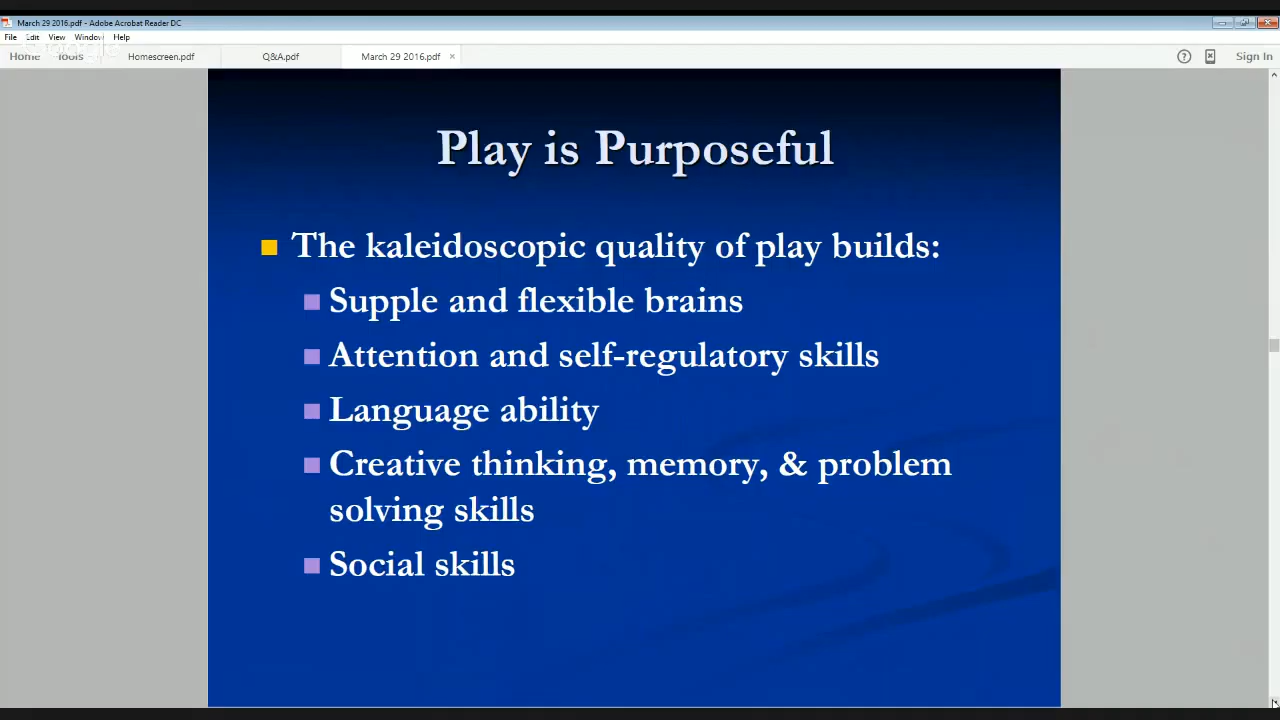 March 29 2016.pdf - Adobe Acrobat Reader DC
File Edit View Window Help
Home Tools Homescreen.pdf Q&A.pdf March 29 2016.pdf × Sign In
Play is Purposeful
The kaleidoscopic quality of play builds:
Supple and flexible brains
Attention and self-regulatory skills
Language ability
Creative thinking, memory, & problem
solving skills
Social skills